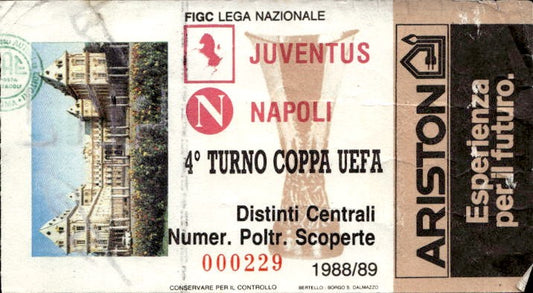 FIGC LEGA NAZIONALE
JUVENTUS
N NAPOLI
4° TURNO COPPA UEFA
Distinti Centrali
Numer. Poltr. Scoperte
000229 1988/89
CONSERVARE PER IL CONTROLLO BERTELLO - BORGO S. DALMAZZO
ARISTON
Esperienza
per il futuro.